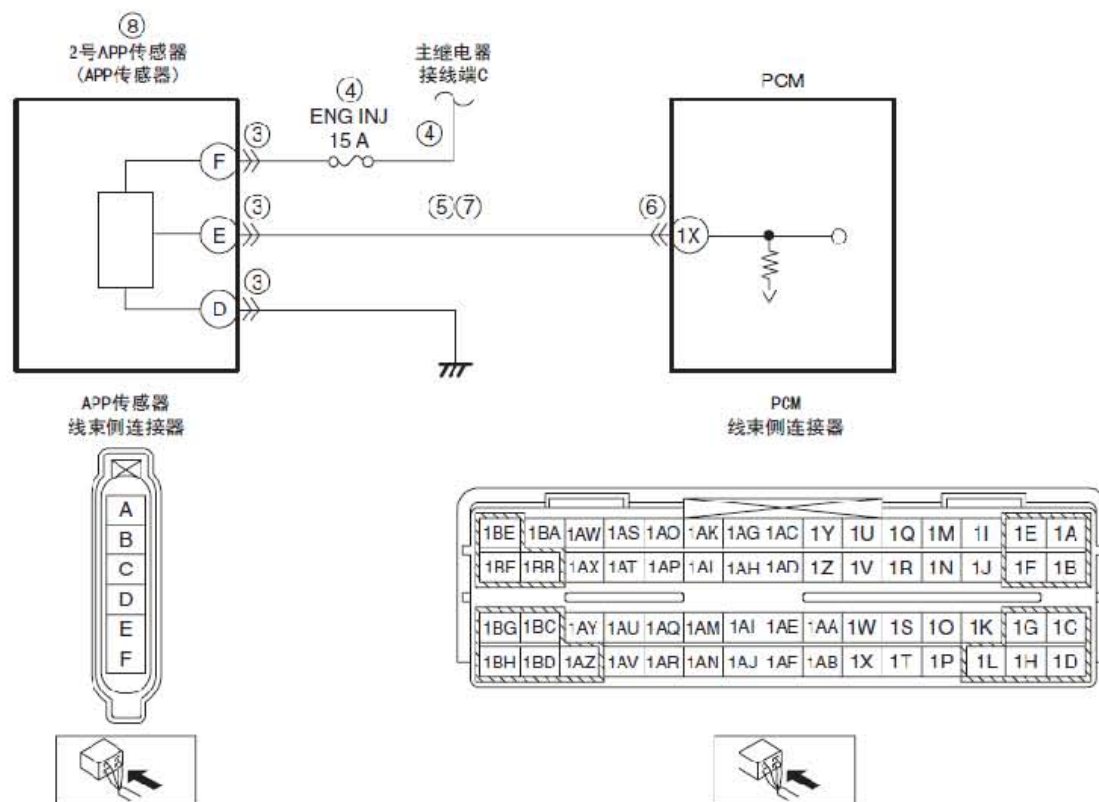 ⑧
2号APP传感器
(APP传感器)
主继电器
接线端C
PCM
④
ENG INJ
15 A
③
④
F
③
⑤⑦
⑥
E
1X
③
D
APP传感器
线束侧连接器
PCM
线束侧连接器
A
B
C
D
E
F
1BE 1BA 1AW 1AS 1AO 1AK 1AG 1AC 1Y 1U 1Q 1M 1I 1E 1A
1BF 1BB 1AX 1AT 1AP 1AL 1AH 1AD 1Z 1V 1R 1N 1J 1F 1B
1BG 1BC 1AY 1AU 1AQ 1AM 1AI 1AE 1AA 1W 1S 1O 1K 1G 1C
1BH 1BD 1AZ 1AV 1AR 1AN 1AJ 1AF 1AB 1X 1T 1P 1L 1H 1D